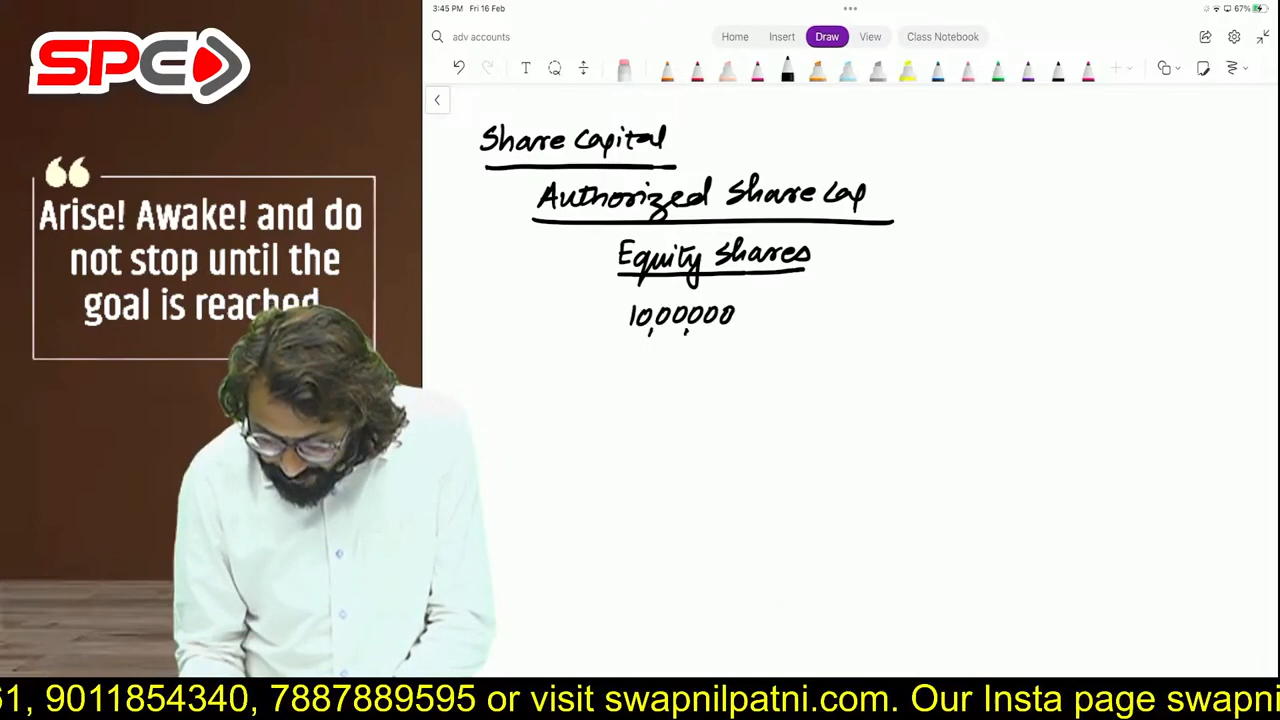 3:45 PM Fri 16 Feb
67%
adv accounts
Home Insert Draw View Class Notebook
T
SPE
Arise! Awake! and do
not stop until the
goal is reached
Share Capital
Authorized Share Cap
Equity Shares
10,00,000
61, 9011854340, 7887889595 or visit swapnilpatni.com. Our Insta page swapni